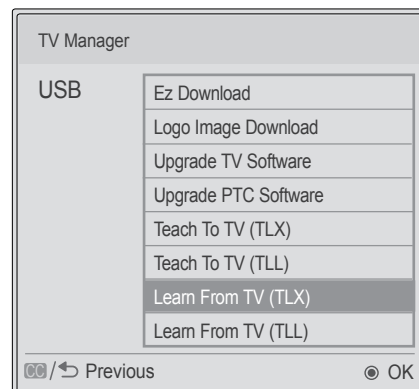 TV Manager
USB
Ez Download
Logo Image Download
Upgrade TV Software
Upgrade PTC Software
Teach To TV (TLX)
Teach To TV (TLL)
Learn From TV (TLX)
Learn From TV (TLL)
CC/ Previous OK